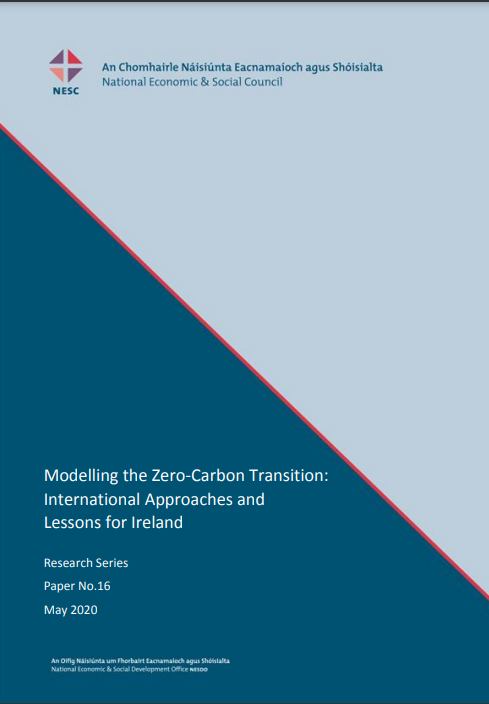 An Chomhairle Náisiúnta Eacnamaíoch agus Shóisialta
National Economic & Social Council
NESC
Modelling the Zero-Carbon Transition:
International Approaches and
Lessons for Ireland
Research Series
Paper No.16
May 2020
An Oifig Náisiúnta um Fhorbairt Eacnamaíoch agus Shóisialta
National Economic & Social Development Office NESDO